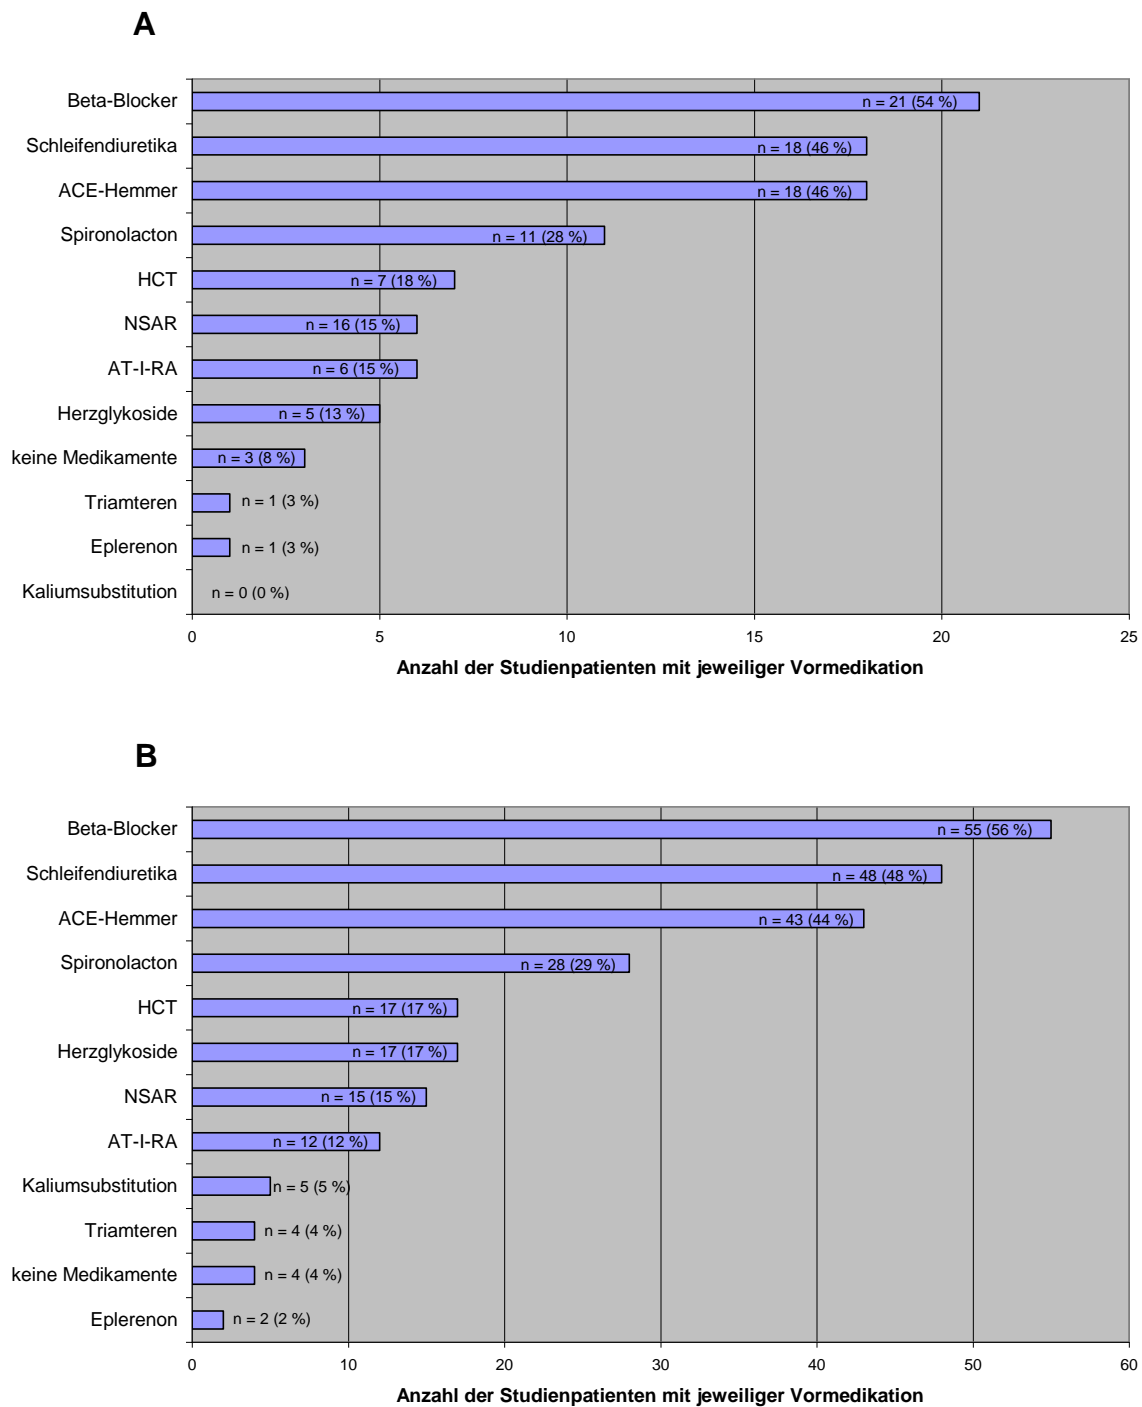 A
Beta-Blocker n = 21 (54 %)
Schleifendiuretika n = 18 (46 %)
ACE-Hemmer n = 18 (46 %)
Spironolacton n = 11 (28 %)
HCT n = 7 (18 %)
NSAR n = 16 (15 %)
AT-I-RA n = 6 (15 %)
Herzglykoside n = 5 (13 %)
keine Medikamente n = 3 (8 %)
Triamteren n = 1 (3 %)
Eplerenon n = 1 (3 %)
Kaliumsubstitution n = 0 (0 %)
0 5 10 15 20 25
Anzahl der Studienpatienten mit jeweiliger Vormedikation
B
Beta-Blocker n = 55 (56 %)
Schleifendiuretika n = 48 (48 %)
ACE-Hemmer n = 43 (44 %)
Spironolacton n = 28 (29 %)
HCT n = 17 (17 %)
Herzglykoside n = 17 (17 %)
NSAR n = 15 (15 %)
AT-I-RA n = 12 (12 %)
Kaliumsubstitution n = 5 (5 %)
Triamteren n = 4 (4 %)
keine Medikamente n = 4 (4 %)
Eplerenon n = 2 (2 %)
0 10 20 30 40 50 60
Anzahl der Studienpatienten mit jeweiliger Vormedikation